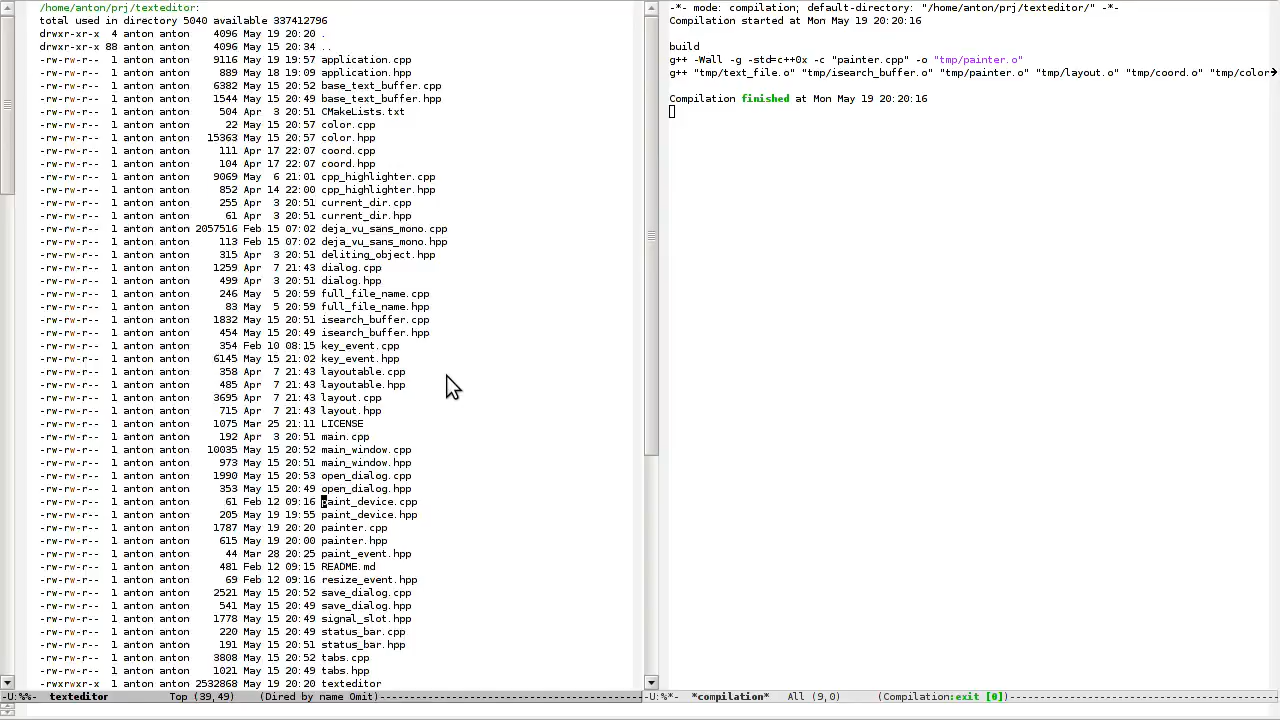 /home/anton/prj/texteditor:
total used in directory 5040 available 337412796
drwxr-xr-x  4 anton anton    4096 May 19 20:20 .
drwxr-xr-x 88 anton anton    4096 May 15 20:34 ..
-rw-rw-r--  1 anton anton    9116 May 19 19:57 application.cpp
-rw-rw-r--  1 anton anton     889 May 18 19:09 application.hpp
-rw-rw-r--  1 anton anton    6382 May 15 20:52 base_text_buffer.cpp
-rw-rw-r--  1 anton anton    1544 May 15 20:49 base_text_buffer.hpp
-rw-rw-r--  1 anton anton     504 Apr  3 20:51 CMakeLists.txt
-rw-rw-r--  1 anton anton      22 May 15 20:57 color.cpp
-rw-rw-r--  1 anton anton   15363 May 15 20:57 color.hpp
-rw-rw-r--  1 anton anton     111 Apr 17 22:07 coord.cpp
-rw-rw-r--  1 anton anton     104 Apr 17 22:07 coord.hpp
-rw-rw-r--  1 anton anton    9069 May  6 21:01 cpp_highlighter.cpp
-rw-rw-r--  1 anton anton     852 Apr 14 22:00 cpp_highlighter.hpp
-rw-rw-r--  1 anton anton     255 Apr  3 20:51 current_dir.cpp
-rw-rw-r--  1 anton anton      61 Apr  3 20:51 current_dir.hpp
-rw-rw-r--  1 anton anton 2057516 Feb 15 07:02 deja_vu_sans_mono.cpp
-rw-rw-r--  1 anton anton     113 Feb 15 07:02 deja_vu_sans_mono.hpp
-rw-rw-r--  1 anton anton     315 Apr  3 20:51 deliting_object.hpp
-rw-rw-r--  1 anton anton    1259 Apr  7 21:43 dialog.cpp
-rw-rw-r--  1 anton anton     499 Apr  3 20:51 dialog.hpp
-rw-rw-r--  1 anton anton     246 May  5 20:59 full_file_name.cpp
-rw-rw-r--  1 anton anton      83 May  5 20:59 full_file_name.hpp
-rw-rw-r--  1 anton anton    1832 May 15 20:51 isearch_buffer.cpp
-rw-rw-r--  1 anton anton     454 May 15 20:49 isearch_buffer.hpp
-rw-rw-r--  1 anton anton     354 Feb 10 08:15 key_event.cpp
-rw-rw-r--  1 anton anton    6145 May 15 21:02 key_event.hpp
-rw-rw-r--  1 anton anton     358 Apr  7 21:43 layoutable.cpp
-rw-rw-r--  1 anton anton     485 Apr  7 21:43 layoutable.hpp
-rw-rw-r--  1 anton anton    3695 Apr  7 21:43 layout.cpp
-rw-rw-r--  1 anton anton     715 Apr  7 21:43 layout.hpp
-rw-rw-r--  1 anton anton    1075 Mar 25 21:11 LICENSE
-rw-rw-r--  1 anton anton     192 Apr  3 20:51 main.cpp
-rw-rw-r--  1 anton anton   10035 May 15 20:52 main_window.cpp
-rw-rw-r--  1 anton anton     973 May 15 20:51 main_window.hpp
-rw-rw-r--  1 anton anton    1990 May 15 20:53 open_dialog.cpp
-rw-rw-r--  1 anton anton     353 May 15 20:49 open_dialog.hpp
-rw-rw-r--  1 anton anton      61 Feb 12 09:16 paint_device.cpp
-rw-rw-r--  1 anton anton     205 May 19 19:55 paint_device.hpp
-rw-rw-r--  1 anton anton    1787 May 19 20:20 painter.cpp
-rw-rw-r--  1 anton anton     615 May 19 20:00 painter.hpp
-rw-rw-r--  1 anton anton      44 Mar 28 20:25 paint_event.hpp
-rw-rw-r--  1 anton anton     481 Feb 12 09:15 README.md
-rw-rw-r--  1 anton anton      69 Feb 12 09:16 resize_event.hpp
-rw-rw-r--  1 anton anton    2521 May 15 20:52 save_dialog.cpp
-rw-rw-r--  1 anton anton     541 May 15 20:49 save_dialog.hpp
-rw-rw-r--  1 anton anton    1778 May 15 20:49 signal_slot.hpp
-rw-rw-r--  1 anton anton     220 May 15 20:49 status_bar.cpp
-rw-rw-r--  1 anton anton     191 May 15 20:51 status_bar.hpp
-rw-rw-r--  1 anton anton    3808 May 15 20:52 tabs.cpp
-rw-rw-r--  1 anton anton    1021 May 15 20:49 tabs.hpp
-rwxrwxr-x  1 anton anton 2532868 May 19 20:20 texteditor
-U:%%-  texteditor      Top (39,49)    (Dired by name Omit)
-*- mode: compilation; default-directory: "/home/anton/prj/texteditor/" -*-
Compilation started at Mon May 19 20:20:16
build
g++ -Wall -g -std=c++0x -c "painter.cpp" -o "tmp/painter.o"
g++ "tmp/text_file.o" "tmp/isearch_buffer.o" "tmp/painter.o" "tmp/layout.o" "tmp/coord.o" "tmp/color
Compilation finished at Mon May 19 20:20:16
-U:%*-  *compilation*   All (9,0)      (Compilation:exit [0])